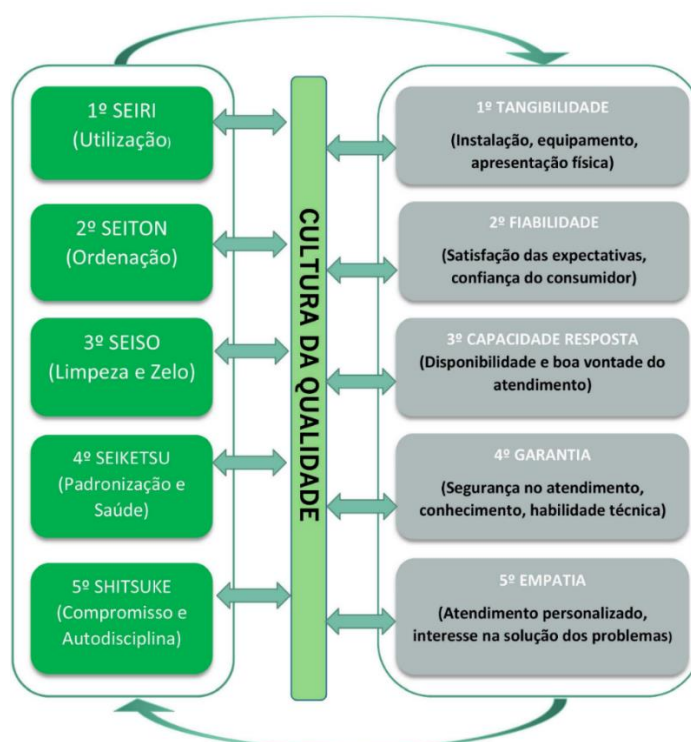 1º SEIRI
(Utilização)
2º SEITON
(Ordenação)
3º SEISO
(Limpeza e Zelo)
4º SEIKETSU
(Padronização e
Saúde)
5º SHITSUKE
(Compromisso e
Autodisciplina)
CULTURA DA QUALIDADE
1º TANGIBILIDADE
(Instalação, equipamento,
apresentação física)
2º FIABILIDADE
(Satisfação das expectativas,
confiança do consumidor)
3º CAPACIDADE RESPOSTA
(Disponibilidade e boa vontade do
atendimento)
4º GARANTIA
(Segurança no atendimento,
conhecimento, habilidade técnica)
5º EMPATIA
(Atendimento personalizado,
interesse na solução dos problemas)